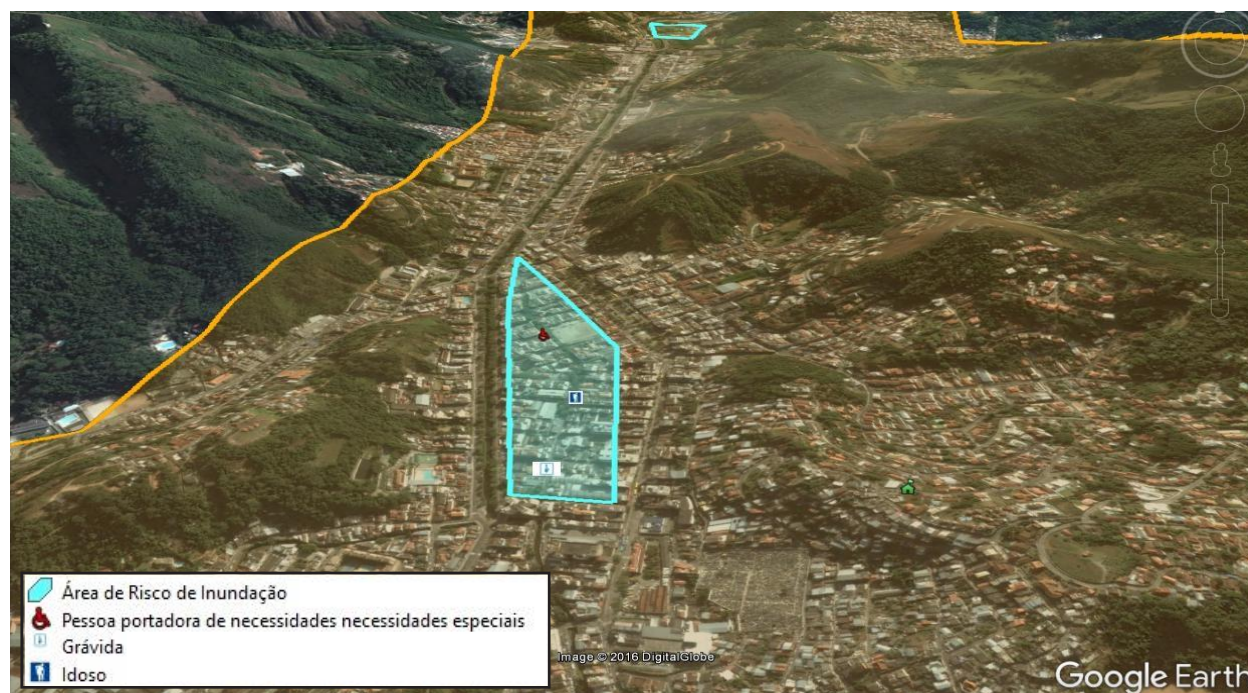 Área de Risco de Inundação
Pessoa portadora de necessidades necessidades especiais
Grávida
Idoso
Image © 2016 DigitalGlobe
Google Earth